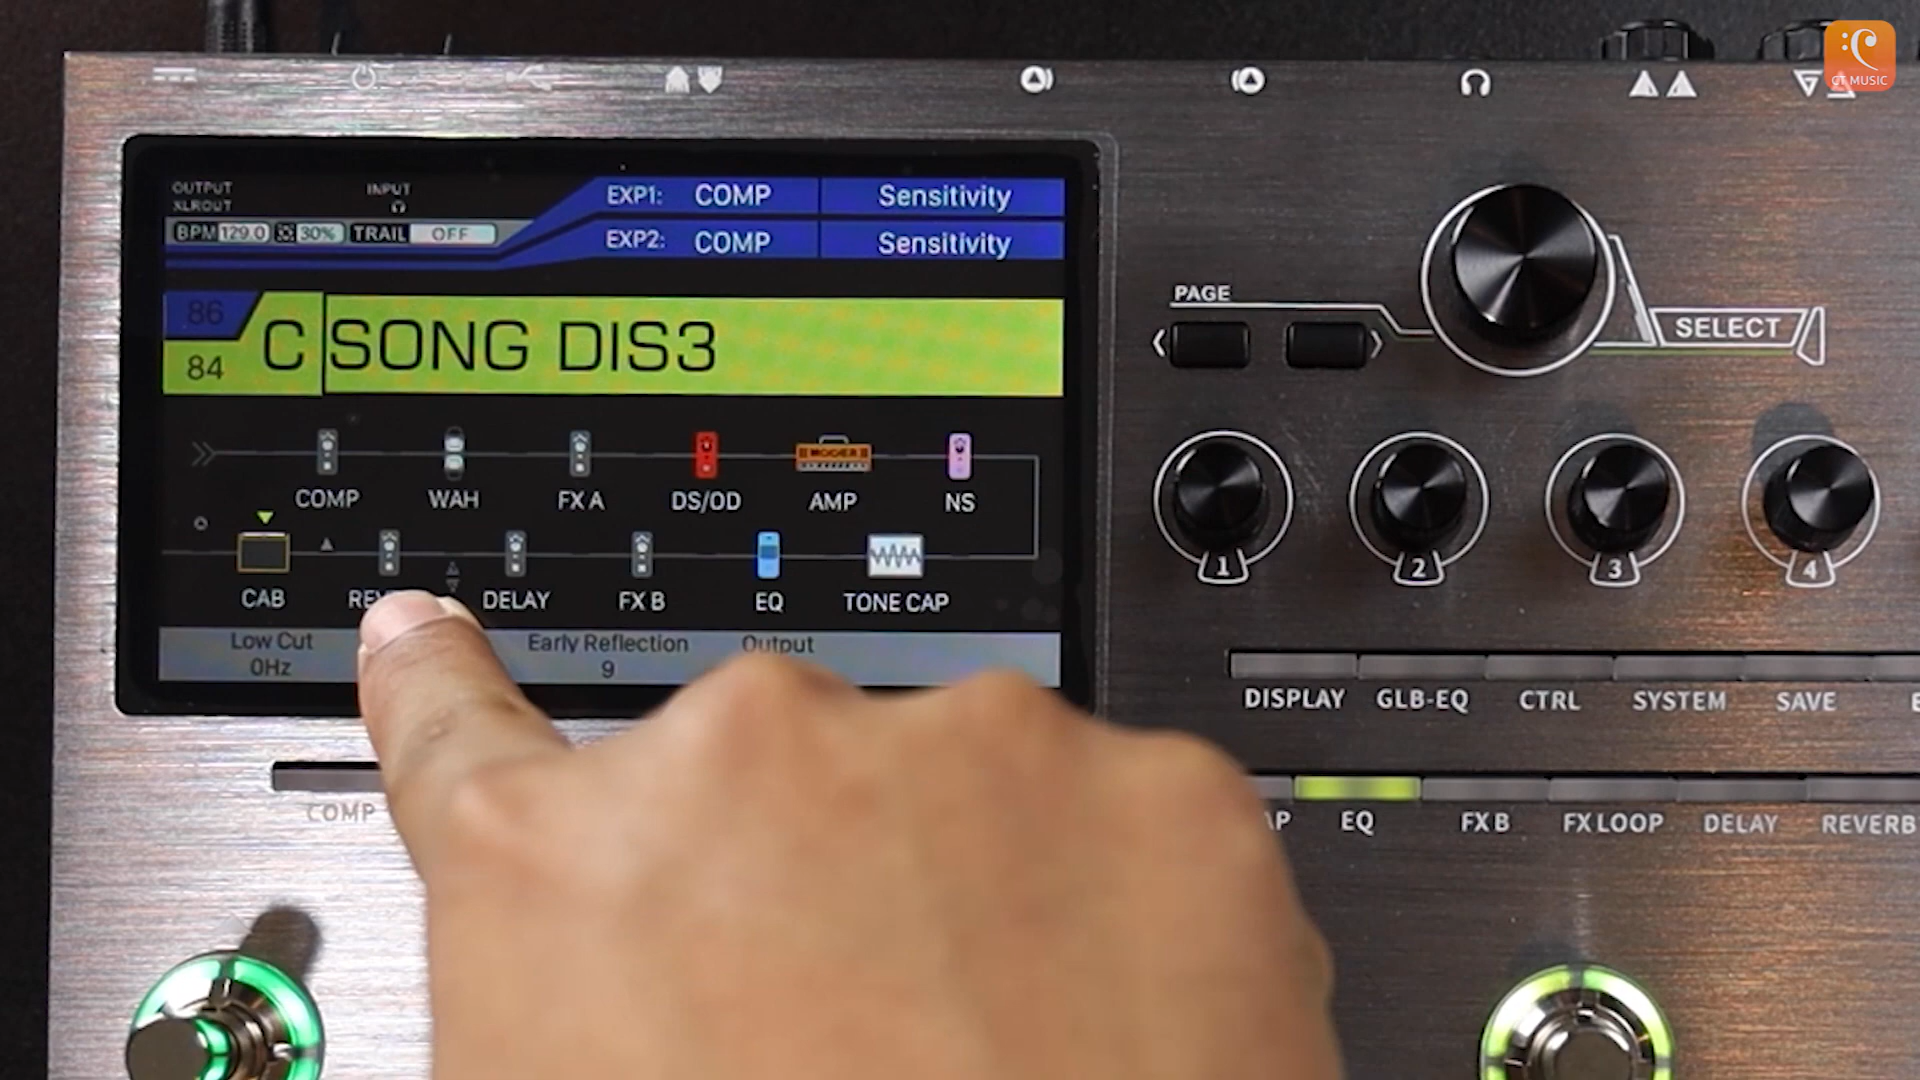 GT MUSIC
OUTPUT
XLROUT
INPUT
BPM 129.0
30%
TRAIL OFF
EXP1: COMP Sensitivity
EXP2: COMP Sensitivity
86
84
C SONG DIS3
COMP WAH FX A DS/OD AMP NS
MOOER
CAB DELAY FX B EQ TONE CAP
Low Cut Early Reflection Output
0Hz 9
PAGE
SELECT
1 2 3 4
DISPLAY GLB-EQ CTRL SYSTEM SAVE
COMP EQ FX B FX LOOP DELAY REVERB